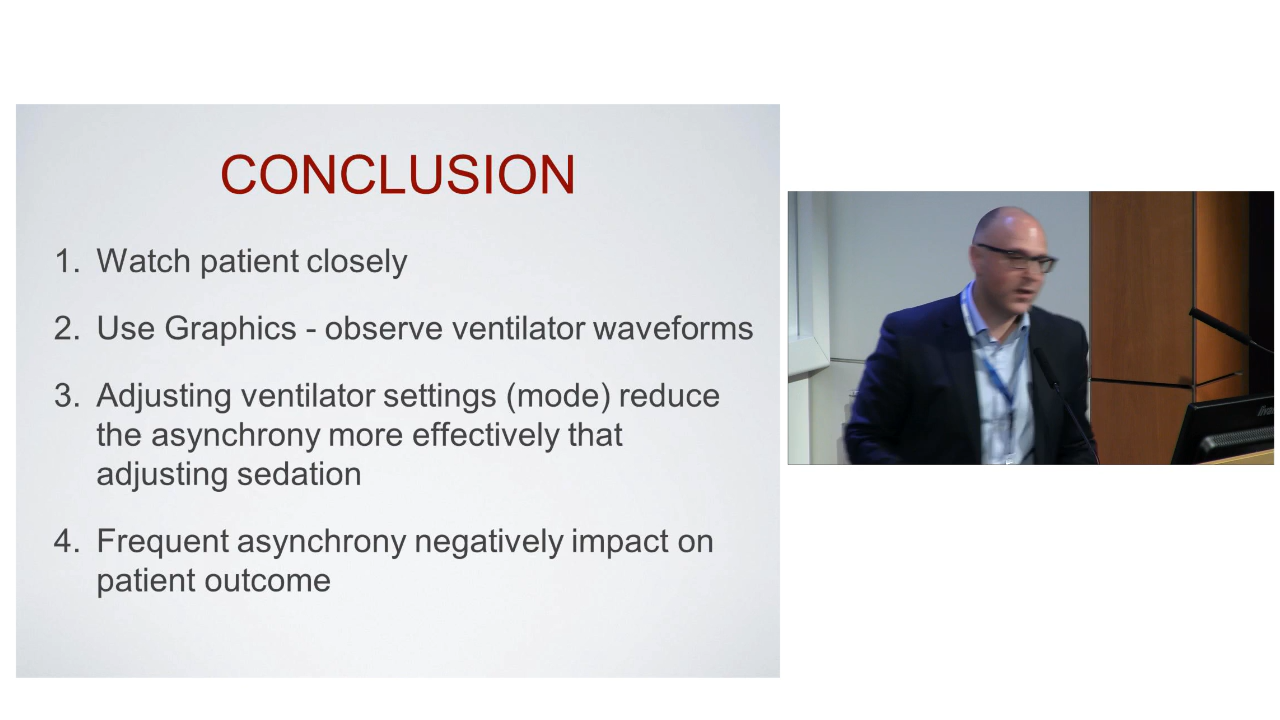 CONCLUSION
1. Watch patient closely
2. Use Graphics - observe ventilator waveforms
3. Adjusting ventilator settings (mode) reduce
the asynchrony more effectively that
adjusting sedation
4. Frequent asynchrony negatively impact on
patient outcome